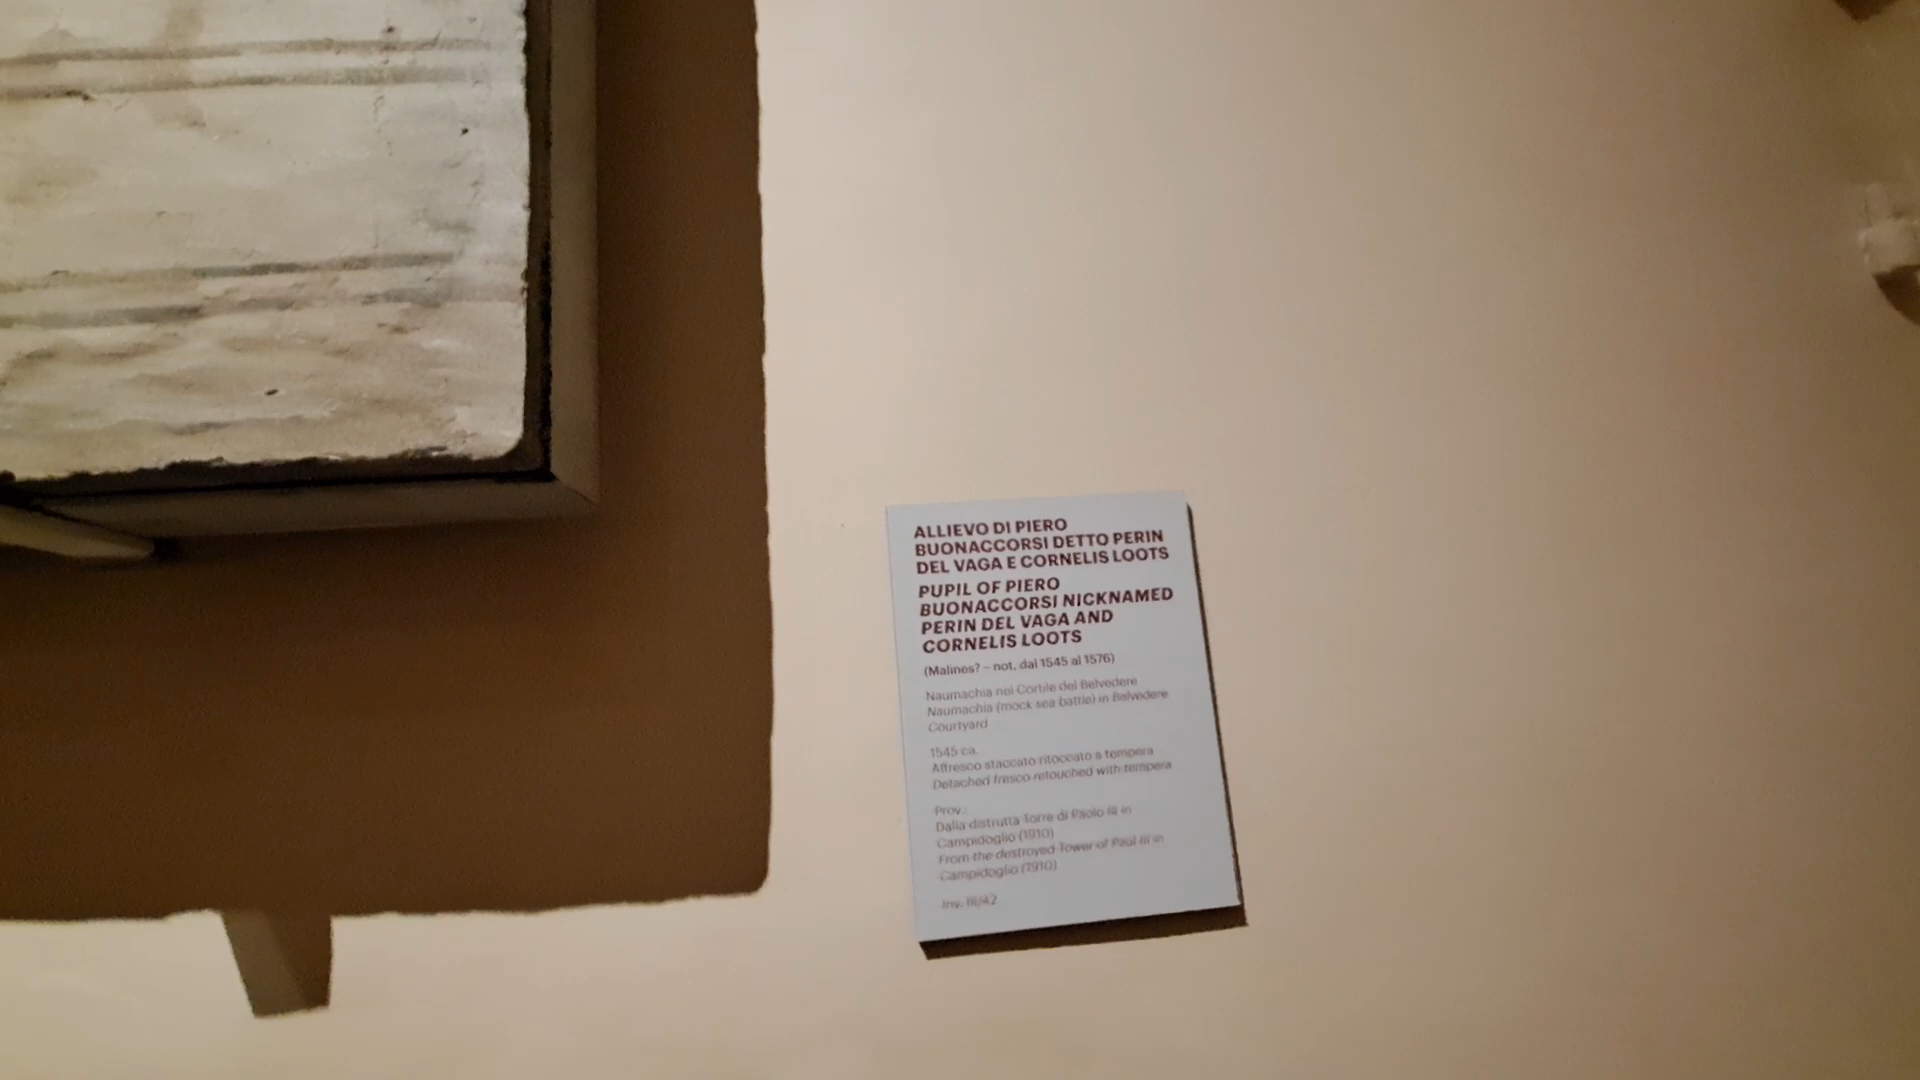 ALLIEVO DI PIERO
BUONACCORSI DETTO PERIN
DEL VAGA E CORNELIS LOOTS
PUPIL OF PIERO
BUONACCORSI NICKNAMED
PERIN DEL VAGA AND
CORNELIS LOOTS
(Malines? – not. dal 1545 al 1576)
Naumachia nel Cortile del Belvedere
Naumachia (mock sea battle) in Belvedere
Courtyard
1545 ca.
Affresco staccato ritoccato a tempera
Detached fresco retouched with tempera
Prov.:
Dalla distrutta Torre di Paolo III in
Campidoglio (1910)
From the destroyed Tower of Paul III in
Campidoglio (1910)
Inv. III/42